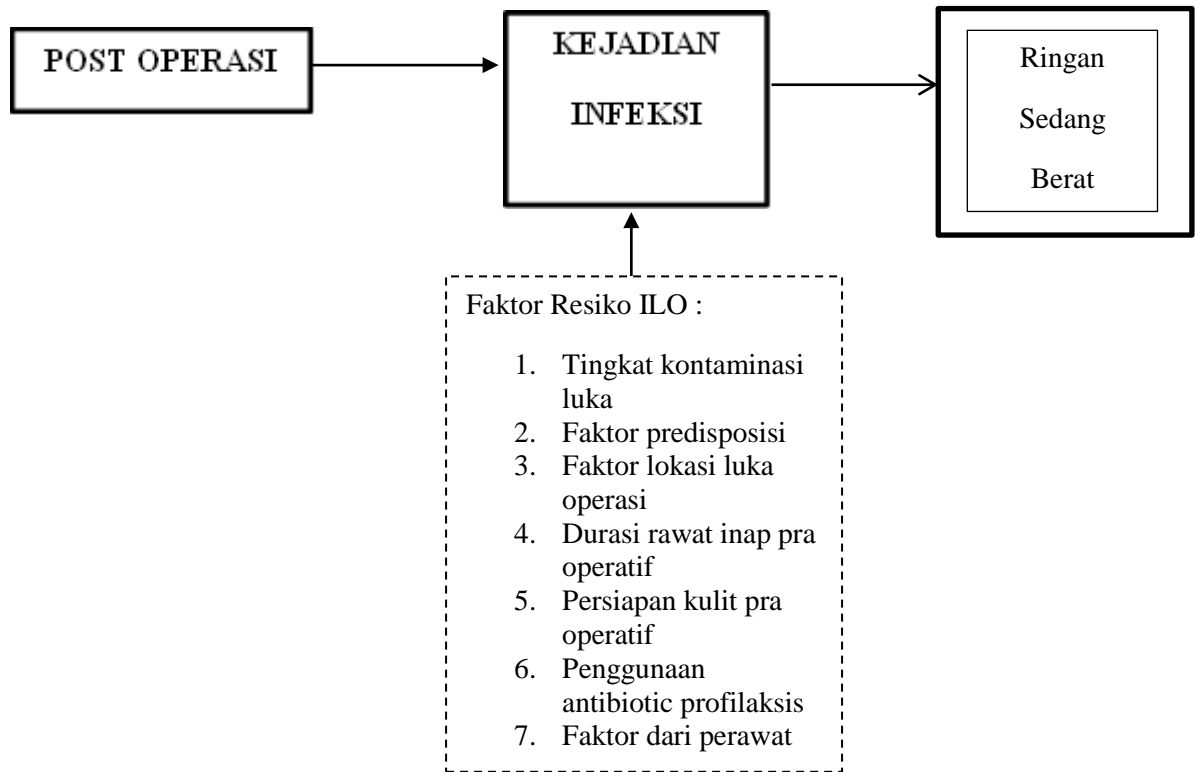 POST OPERASI
KEJADIAN
INFEKSI
Ringan
Sedang
Berat
Faktor Resiko ILO :
1. Tingkat kontaminasi
luka
2. Faktor predisposisi
3. Faktor lokasi luka
operasi
4. Durasi rawat inap pra
operatif
5. Persiapan kulit pra
operatif
6. Penggunaan
antibiotic profilaksis
7. Faktor dari perawat